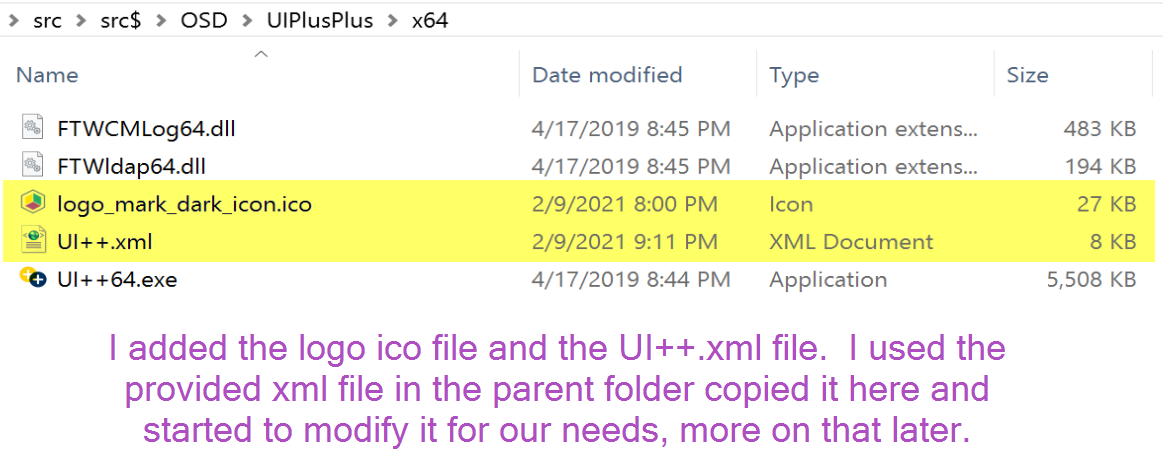 src > src$ > OSD > UIPlusPlus > x64
Name Date modified Type Size
FTWCMLog64.dll 4/17/2019 8:45 PM Application extens... 483 KB
FTWldap64.dll 4/17/2019 8:45 PM Application extens... 194 KB
logo_mark_dark_icon.ico 2/9/2021 8:00 PM Icon 27 KB
UI++.xml 2/9/2021 9:11 PM XML Document 8 KB
UI++64.exe 4/17/2019 8:44 PM Application 5,508 KB
I added the logo ico file and the UI++.xml file. I used the
provided xml file in the parent folder copied it here and
started to modify it for our needs, more on that later.